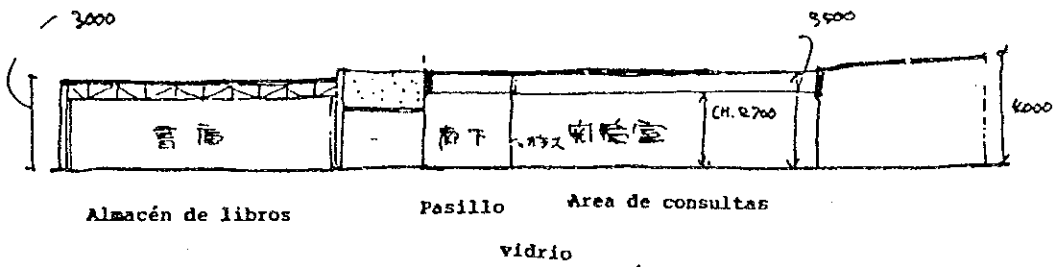 3000
3500
書庫
廊下
ガラス
閲覧室
CH.2700
4000
Almacén de libros
Pasillo
Area de consultas
vidrio